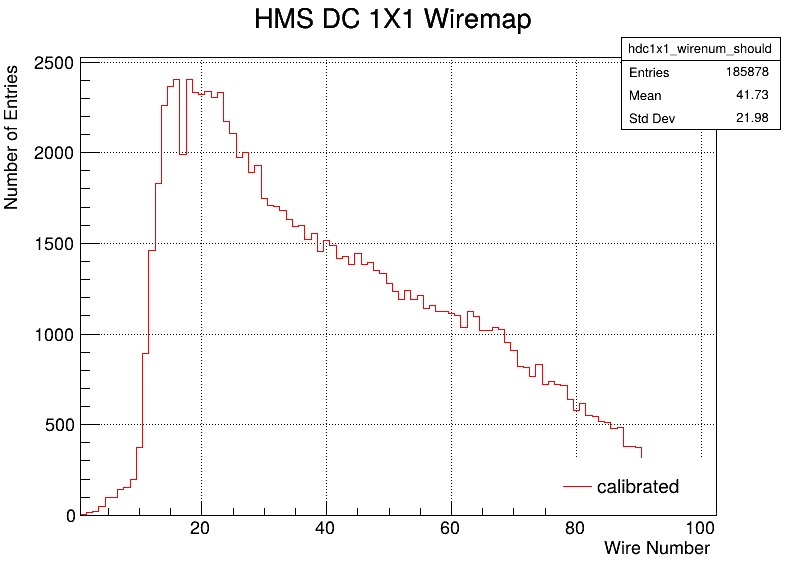 HMS DC 1X1 Wiremap
hdc1x1_wirenum_should
Entries 185878
Mean 41.73
Std Dev 21.98
Number of Entries
2500
2000
1500
1000
500
0
20 40 60 80 100
Wire Number
calibrated